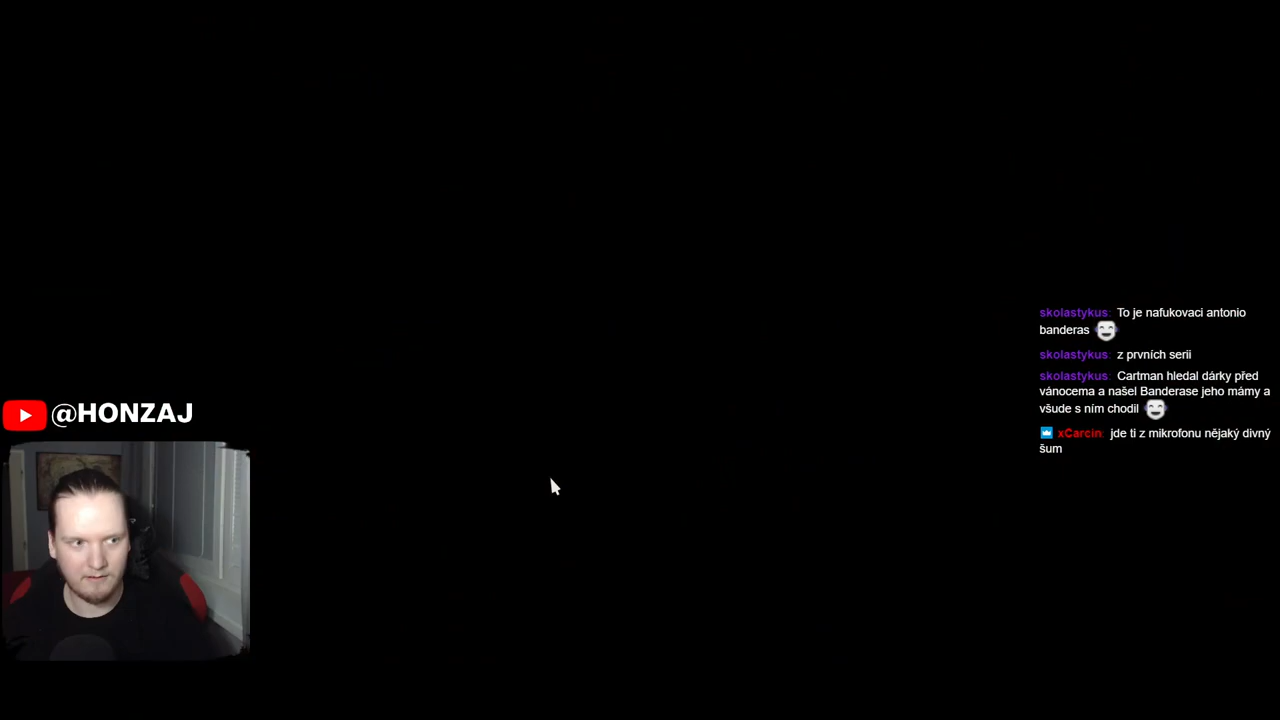 skolastykus: To je nafukovaci antonio
banderas
skolastykus: z prvních serii
skolastykus: Cartman hledal dárky před
vánocema a našel Banderase jeho mámy a
všude s ním chodil
xCarcin: jde ti z mikrofonu nějaký divný
šum
@HONZAJ